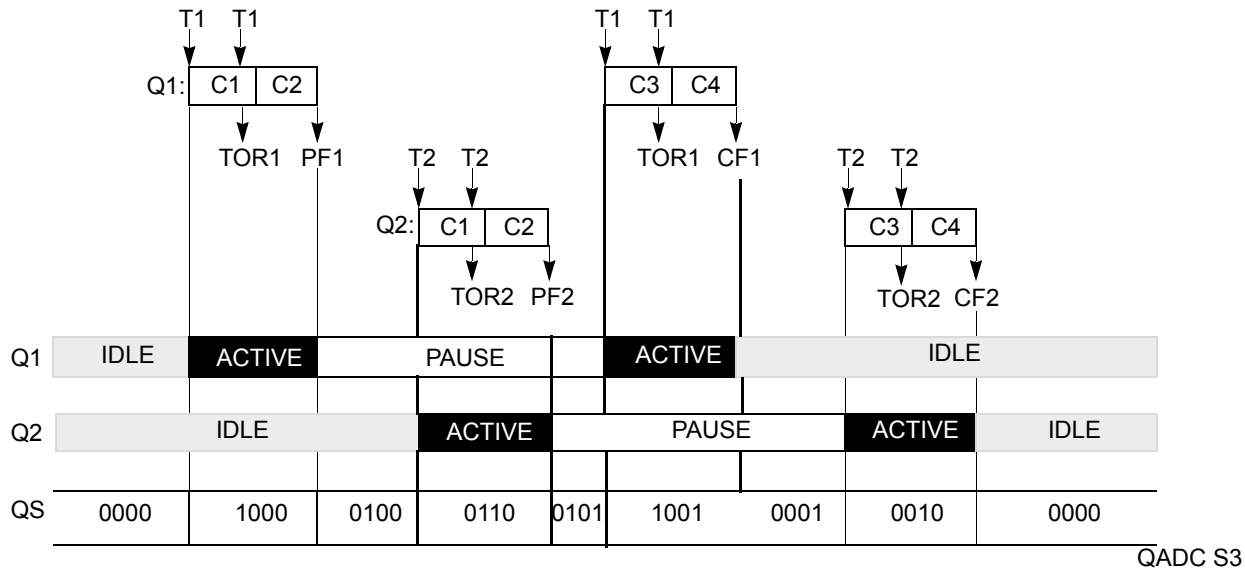 T1 T1 T1 T1
Q1: C1 C2 C3 C4
TOR1 PF1 T2 T2 TOR1 CF1 T2 T2
Q2: C1 C2 C3 C4
TOR2 PF2 TOR2 CF2
Q1 IDLE ACTIVE PAUSE ACTIVE IDLE
Q2 IDLE ACTIVE PAUSE ACTIVE IDLE
QS 0000 1000 0100 0110 0101 1001 0001 0010 0000
QADC S3